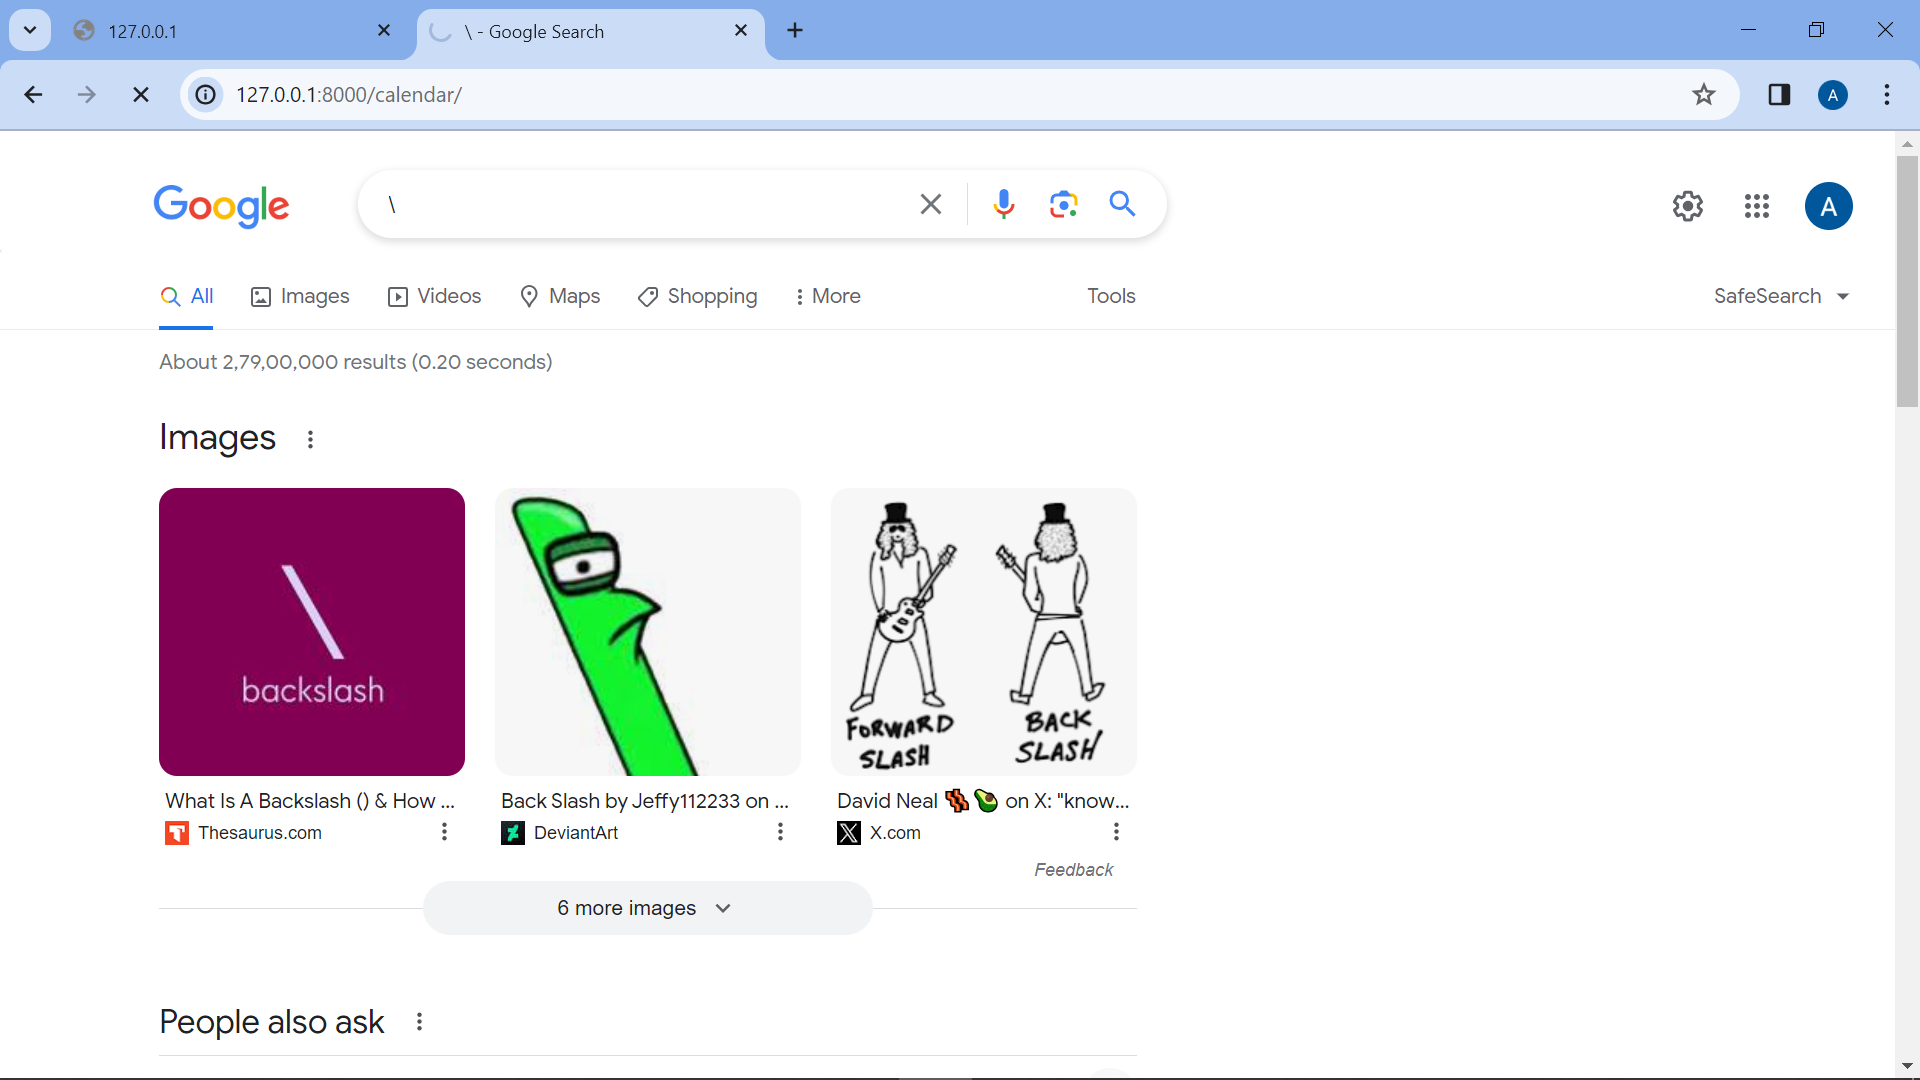 127.0.0.1
\ - Google Search
127.0.0.1:8000/calendar/
A
Google
\
A
All
Images
Videos
Maps
Shopping
More
Tools
SafeSearch
About 2,79,00,000 results (0.20 seconds)
Images
\
backslash
FORWARD
SLASH
BACK
SLASH
What Is A Backslash () & How ...
Thesaurus.com
Back Slash by Jeffy112233 on ...
DeviantArt
David Neal 🥓 🥑 on X: "know...
X.com
Feedback
6 more images
People also ask